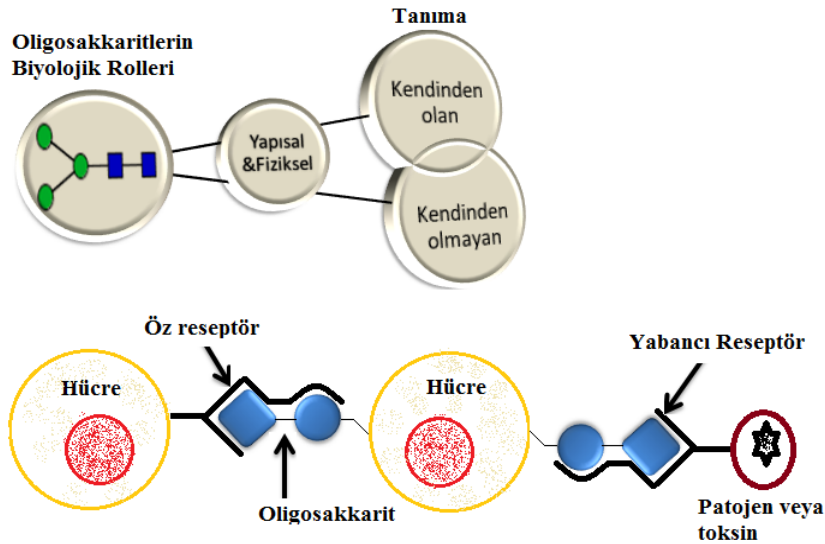 Tanıma
Oligosakkaritlerin
Biyolojik Rolleri
Kendinden
olan
Yapısal
&Fiziksel
Kendinden
olmayan
Öz reseptör
Yabancı Reseptör
Hücre
Hücre
Oligosakkarit
Patojen veya
toksin